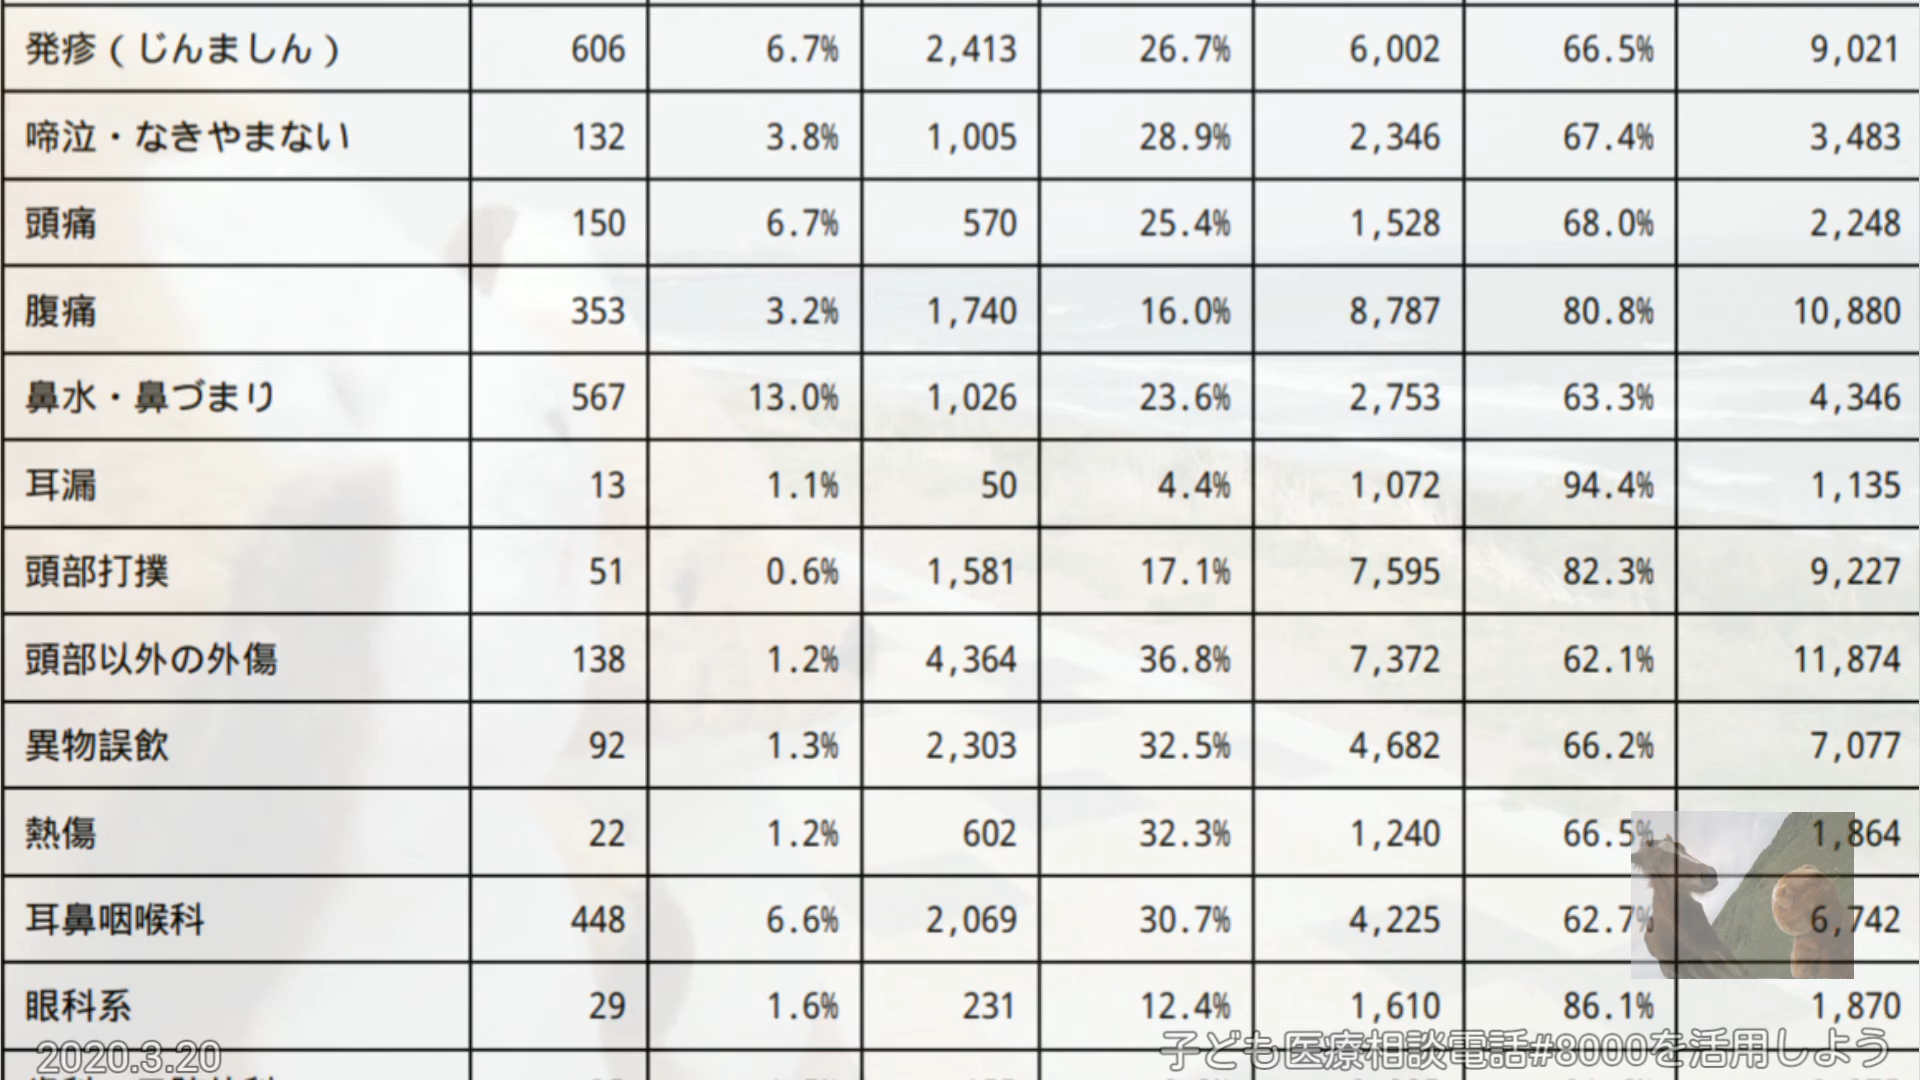 発疹(じんましん) 606 6.7% 2,413 26.7% 6,002 66.5% 9,021
啼泣・なきやまない 132 3.8% 1,005 28.9% 2,346 67.4% 3,483
頭痛 150 6.7% 570 25.4% 1,528 68.0% 2,248
腹痛 353 3.2% 1,740 16.0% 8,787 80.8% 10,880
鼻水・鼻づまり 567 13.0% 1,026 23.6% 2,753 63.3% 4,346
耳漏 13 1.1% 50 4.4% 1,072 94.4% 1,135
頭部打撲 51 0.6% 1,581 17.1% 7,595 82.3% 9,227
頭部以外の外傷 138 1.2% 4,364 36.8% 7,372 62.1% 11,874
異物誤飲 92 1.3% 2,303 32.5% 4,682 66.2% 7,077
熱傷 22 1.2% 602 32.3% 1,240 66.5% 1,864
耳鼻咽喉科 448 6.6% 2,069 30.7% 4,225 62.7% 6,742
眼科系 29 1.6% 231 12.4% 1,610 86.1% 1,870
2020.3.20 子ども医療相談電話#8000を活用しよう